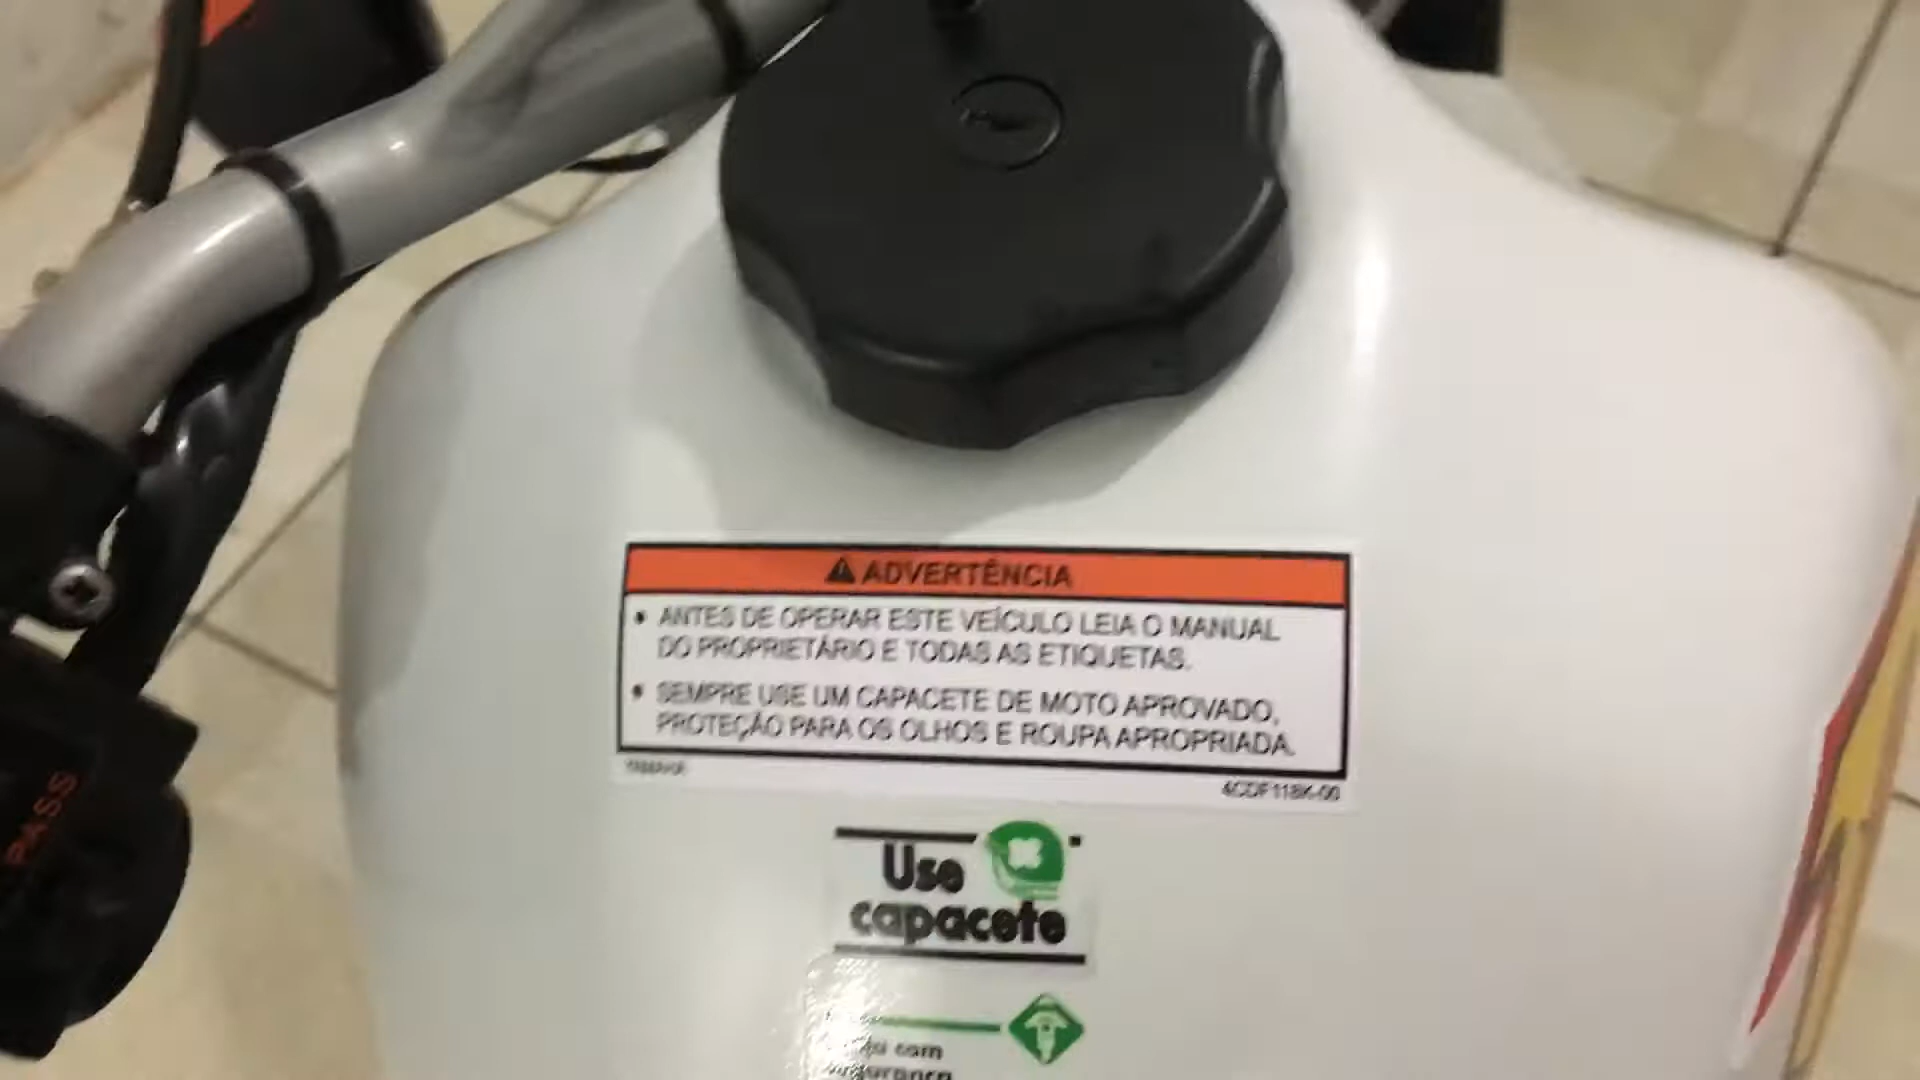 ADVERTÊNCIA
• ANTES DE OPERAR ESTE VEÍCULO LEIA O MANUAL
DO PROPRIETÁRIO E TODAS AS ETIQUETAS.
• SEMPRE USE UM CAPACETE DE MOTO APROVADO,
PROTEÇÃO PARA OS OLHOS E ROUPA APROPRIADA.
YAMAHA
4CDF118K-00
Use
capacete
com
PASS